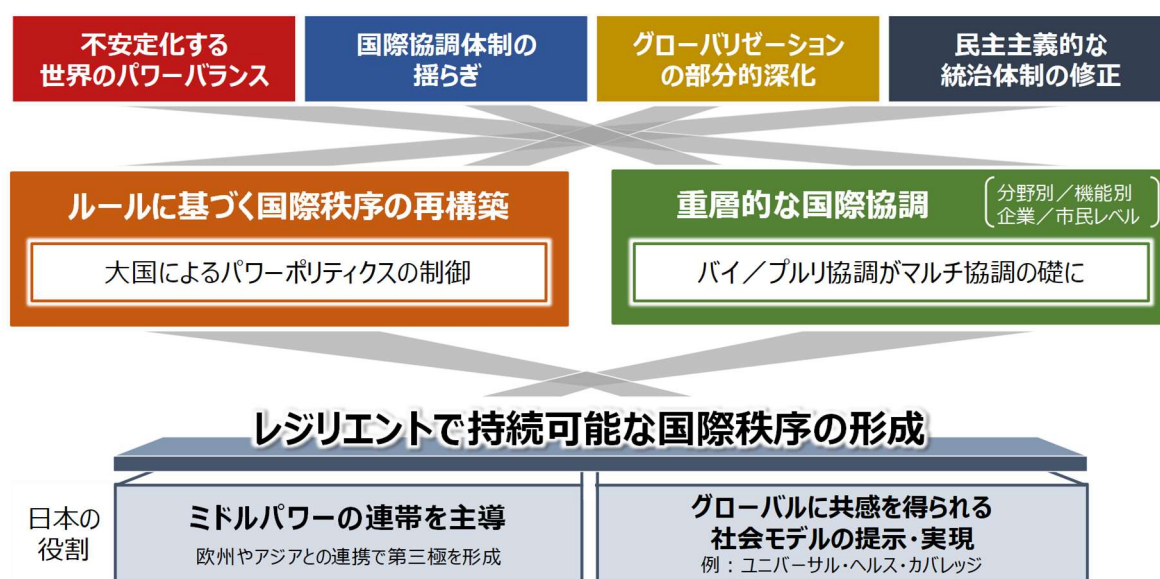 不安定化する
世界のパワーバランス
国際協調体制の
揺らぎ
グローバリゼーション
の部分的深化
民主主義的な
統治体制の修正
ルールに基づく国際秩序の再構築
大国によるパワーポリティクスの制御
重層的な国際協調
分野別／機能別
企業／市民レベル
バイ／プルリ協調がマルチ協調の礎に
レジリエントで持続可能な国際秩序の形成
日本の
役割
ミドルパワーの連帯を主導
欧州やアジアとの連携で第三極を形成
グローバルに共感を得られる
社会モデルの提示・実現
例：ユニバーサル・ヘルス・カバレッジ